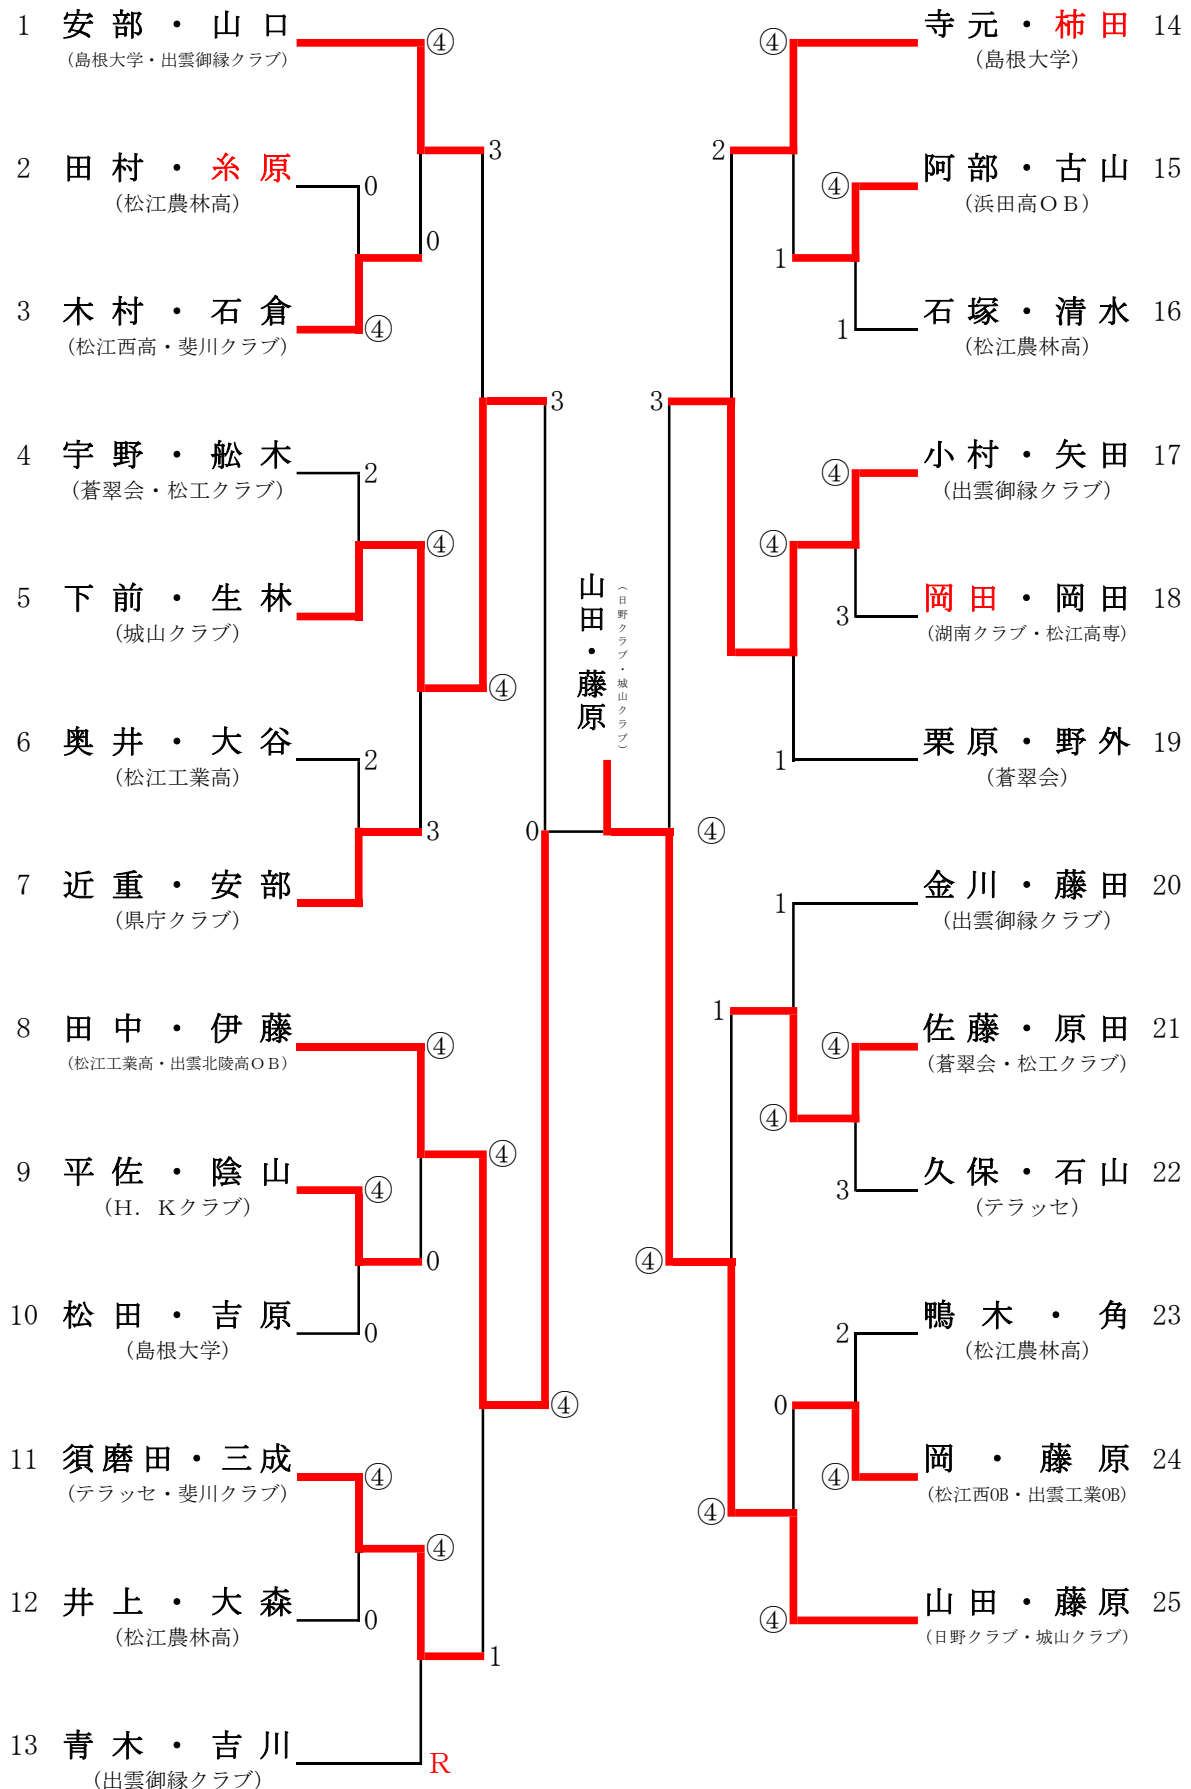 1 安部・山口
(島根大学・出雲御縁クラブ)
④
3
2 田村・糸原
(松江農林高)
0
0
3 木村・石倉
(松江西高・斐川クラブ)
④
3
4 宇野・舩木
(蒼翠会・松工クラブ)
2
④
5 下前・生林
(城山クラブ)
④
6 奥井・大谷
(松江工業高)
2
3
7 近重・安部
(県庁クラブ)
0
8 田中・伊藤
(松江工業高・出雲北陵高OB)
④
④
9 平佐・陰山
(H.Kクラブ)
④
0
10 松田・吉原
(島根大学)
0
④
11 須磨田・三成
(テラッセ・斐川クラブ)
④
④
12 井上・大森
(松江農林高)
0
1
13 青木・吉川
(出雲御縁クラブ)
R
山田・藤原
(日野クラブ・城山クラブ)
④
寺元・柿田 14
(島根大学)
④
2
阿部・古山 15
(浜田高OB)
④
1
石塚・清水 16
(松江農林高)
1
3
小村・矢田 17
(出雲御縁クラブ)
④
④
岡田・岡田 18
(湖南クラブ・松江高専)
3
栗原・野外 19
(蒼翠会)
1
金川・藤田 20
(出雲御縁クラブ)
1
1
佐藤・原田 21
(蒼翠会・松工クラブ)
④
④
久保・石山 22
(テラッセ)
3
④
鴨木・角 23
(松江農林高)
2
0
岡・藤原 24
(松江西OB・出雲工業OB)
④
④
山田・藤原 25
(日野クラブ・城山クラブ)
④